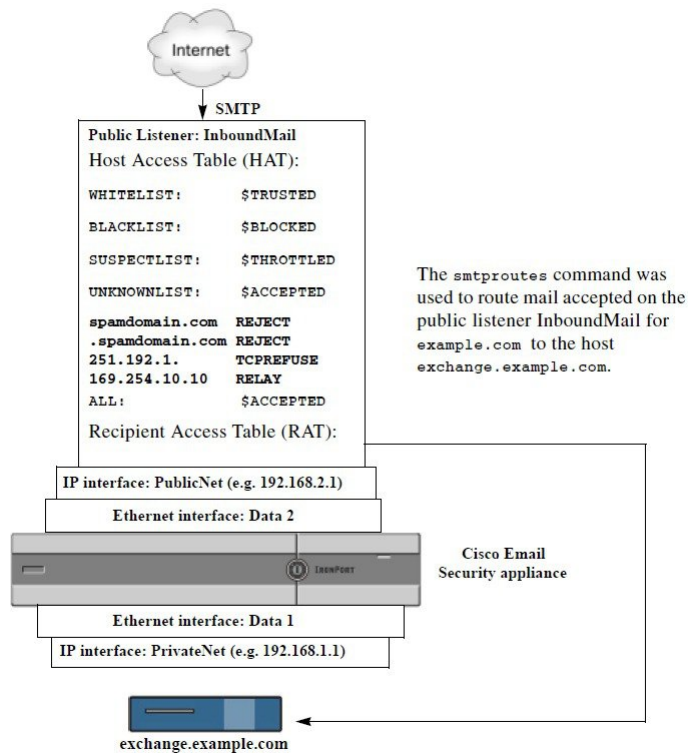 Internet
SMTP
Public Listener: InboundMail
Host Access Table (HAT):
WHITELIST: $TRUSTED
BLACKLIST: $BLOCKED
SUSPECTLIST: $THROTTLED
UNKNOWNLIST: $ACCEPTED
spamdomain.com REJECT
.spamdomain.com REJECT
251.192.1. TCPREFUSE
169.254.10.10 RELAY
ALL: $ACCEPTED
Recipient Access Table (RAT):
The smtproutes command was
used to route mail accepted on the
public listener InboundMail for
example.com to the host
exchange.example.com.
IP interface: PublicNet (e.g. 192.168.2.1)
Ethernet interface: Data 2
IRONPORT
Cisco Email
Security appliance
Ethernet interface: Data 1
IP interface: PrivateNet (e.g. 192.168.1.1)
exchange.example.com